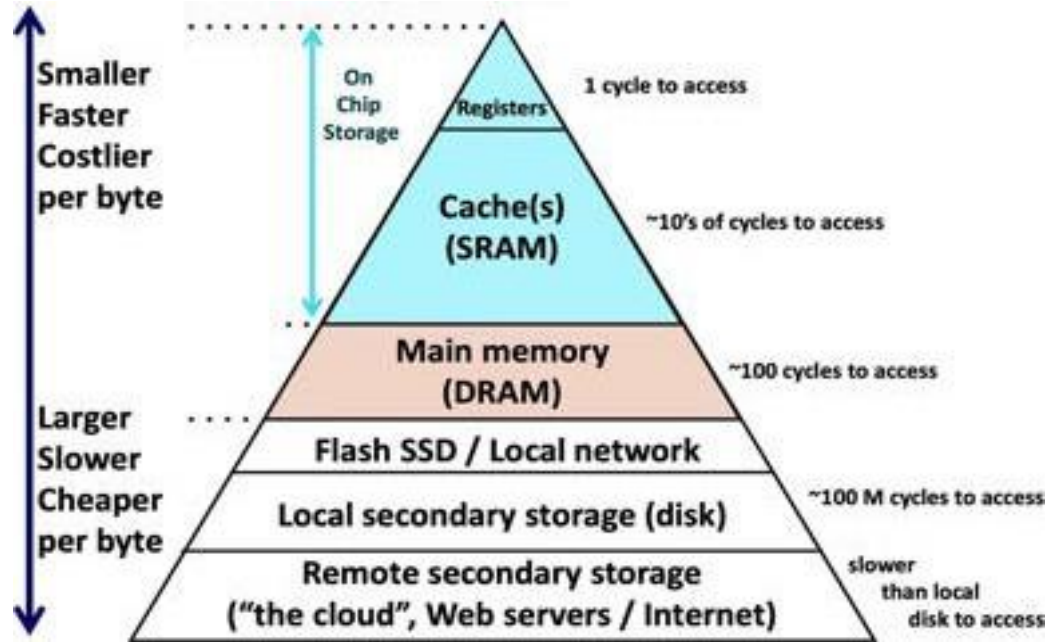 Smaller
Faster
Costlier
per byte
On
Chip
Storage
Registers
1 cycle to access
Cache(s)
(SRAM)
~10's of cycles to access
Main memory
(DRAM)
~100 cycles to access
Larger
Slower
Cheaper
per byte
Flash SSD / Local network
Local secondary storage (disk)
~100 M cycles to access
Remote secondary storage
("the cloud", Web servers / Internet)
slower
than local
disk to access